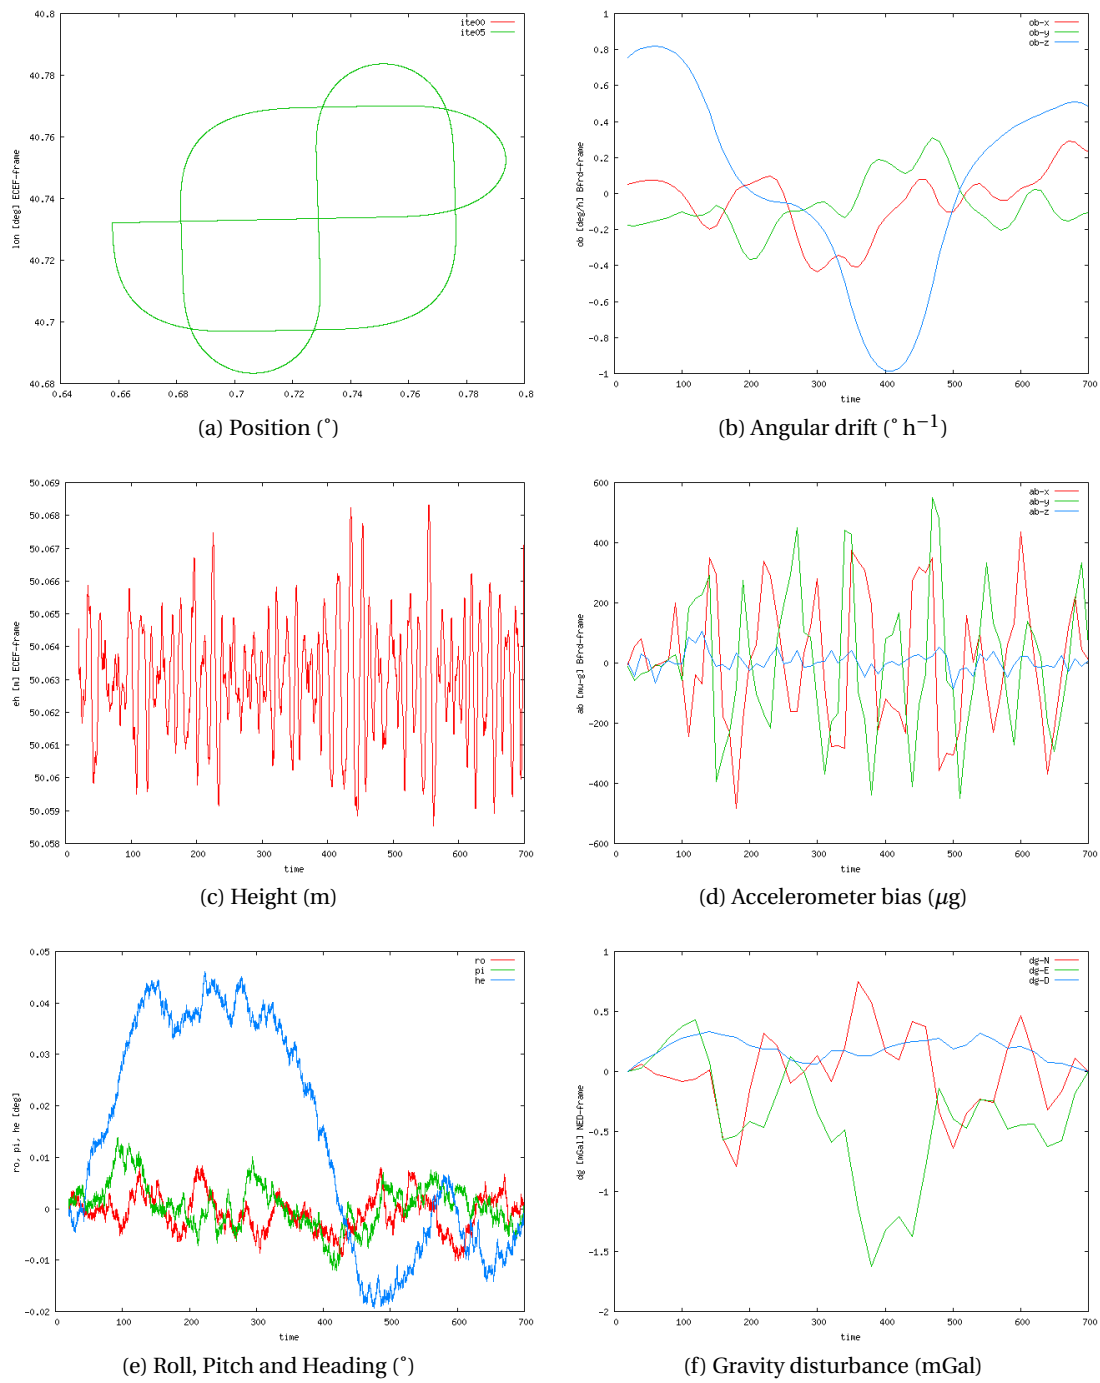 40.8
40.78
40.76
40.74
40.72
40.7
40.68
lon [deg] ECEF-frame
ite00
ite05
0.64 0.66 0.68 0.7 0.72 0.74 0.76 0.78 0.8
(a) Position (˚)
1
0.8
0.6
0.4
0.2
0
-0.2
-0.4
-0.6
-0.8
-1
ob [deg/h] Bfrd-frame
ob-x
ob-y
ob-z
0 100 200 300 400 500 600 700
time
(b) Angular drift (˚ h⁻¹)
50.069
50.068
50.067
50.066
50.065
50.064
50.063
50.062
50.061
50.06
50.059
50.058
eh [m] ECEF-frame
0 100 200 300 400 500 600 700
time
(c) Height (m)
600
400
200
0
-200
-400
-600
ab [mu-g] Bfrd-frame
ab-x
ab-y
ab-z
0 100 200 300 400 500 600 700
time
(d) Accelerometer bias (μg)
0.05
0.04
0.03
0.02
0.01
0
-0.01
-0.02
ro, pi, he [deg]
ro
pi
he
0 100 200 300 400 500 600 700
time
(e) Roll, Pitch and Heading (˚)
1
0.5
0
-0.5
-1
-1.5
-2
dg [mGal] NED-frame
dg-N
dg-E
dg-D
0 100 200 300 400 500 600 700
time
(f) Gravity disturbance (mGal)